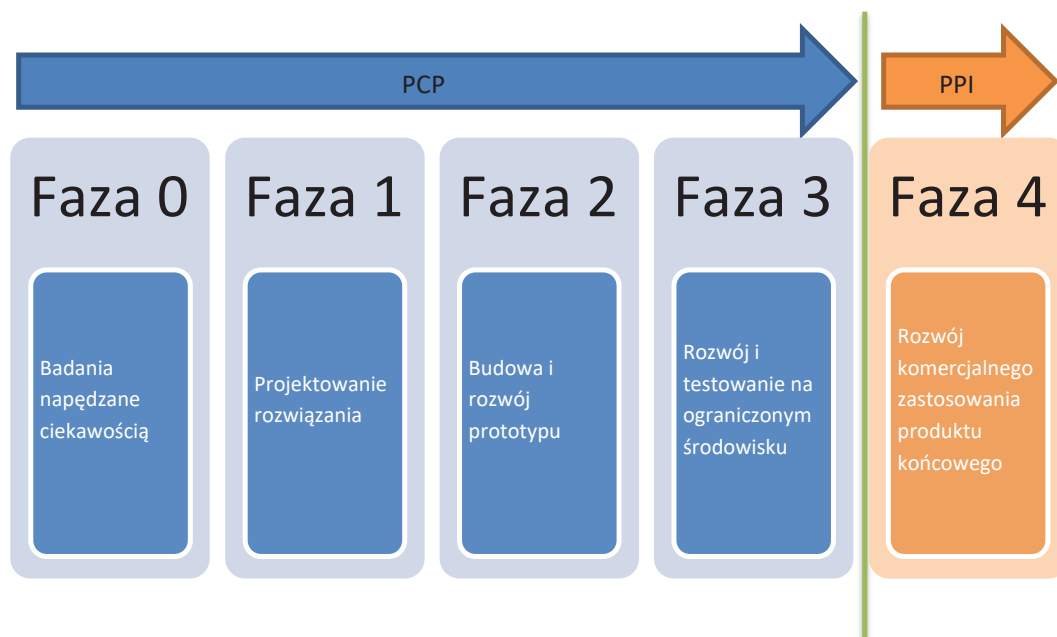 PCP
PPI
Faza 0
Faza 1
Faza 2
Faza 3
Faza 4
Badania
napędzane
ciekawością
Projektowanie
rozwiązania
Budowa i
rozwój
prototypu
Rozwój i
testowanie na
ograniczonym
środowisku
Rozwój
komercjalnego
zastosowania
produktu
końcowego